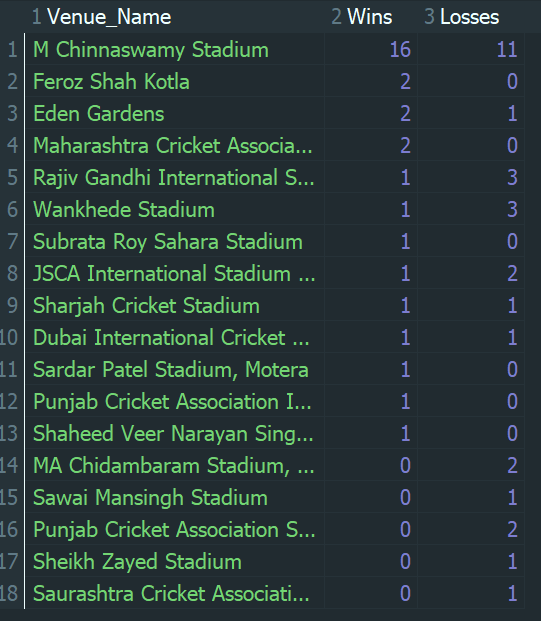 1 Venue_Name 2 Wins 3 Losses
1 M Chinnaswamy Stadium 16 11
2 Feroz Shah Kotla 2 0
3 Eden Gardens 2 1
4 Maharashtra Cricket Associa... 2 0
5 Rajiv Gandhi International S... 1 3
6 Wankhede Stadium 1 3
7 Subrata Roy Sahara Stadium 1 0
8 JSCA International Stadium ... 1 2
9 Sharjah Cricket Stadium 1 1
10 Dubai International Cricket ... 1 1
11 Sardar Patel Stadium, Motera 1 0
12 Punjab Cricket Association I... 1 0
13 Shaheed Veer Narayan Sing... 1 0
14 MA Chidambaram Stadium, ... 0 2
15 Sawai Mansingh Stadium 0 1
16 Punjab Cricket Association S... 0 2
17 Sheikh Zayed Stadium 0 1
18 Saurashtra Cricket Associati... 0 1